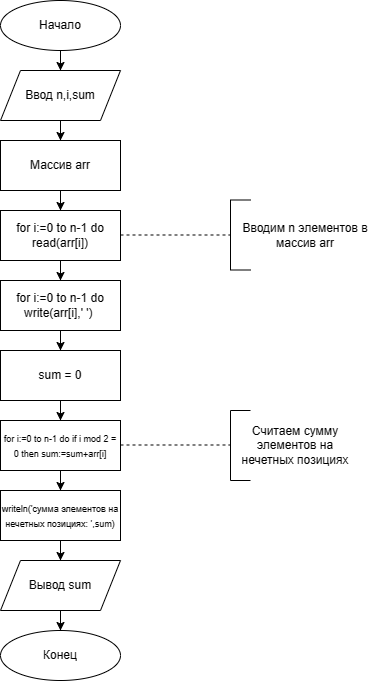 Начало
Ввод n,i,sum
Массив arr
for i:=0 to n-1 do
read(arr[i])
Вводим n элементов в
массив arr
for i:=0 to n-1 do
write(arr[i],' ')
sum = 0
for i:=0 to n-1 do if i mod 2 =
0 then sum:=sum+arr[i]
Считаем сумму
элементов на
нечетных позициях
writeln('сумма элементов на
нечетных позициях: ',sum)
Вывод sum
Конец